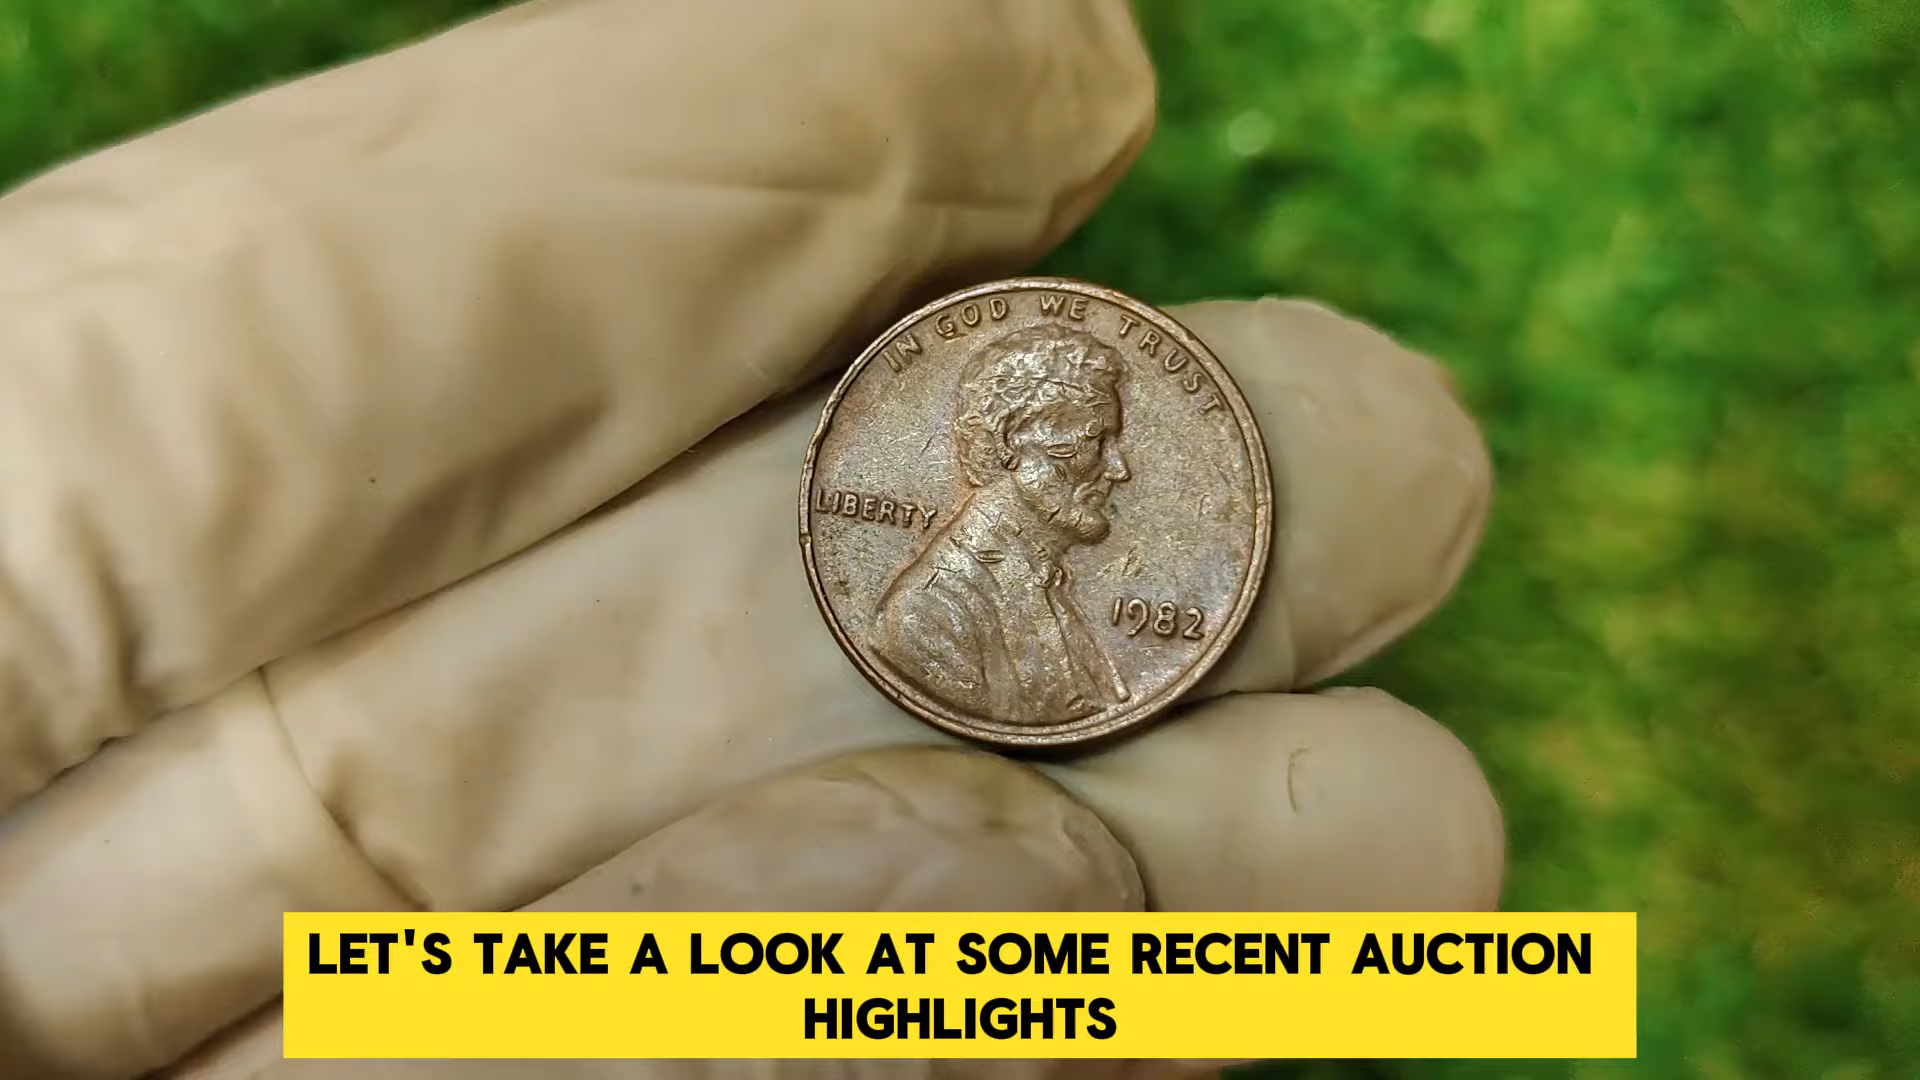 IN GOD WE TRUST
LIBERTY
1982
LET'S TAKE A LOOK AT SOME RECENT AUCTION
HIGHLIGHTS